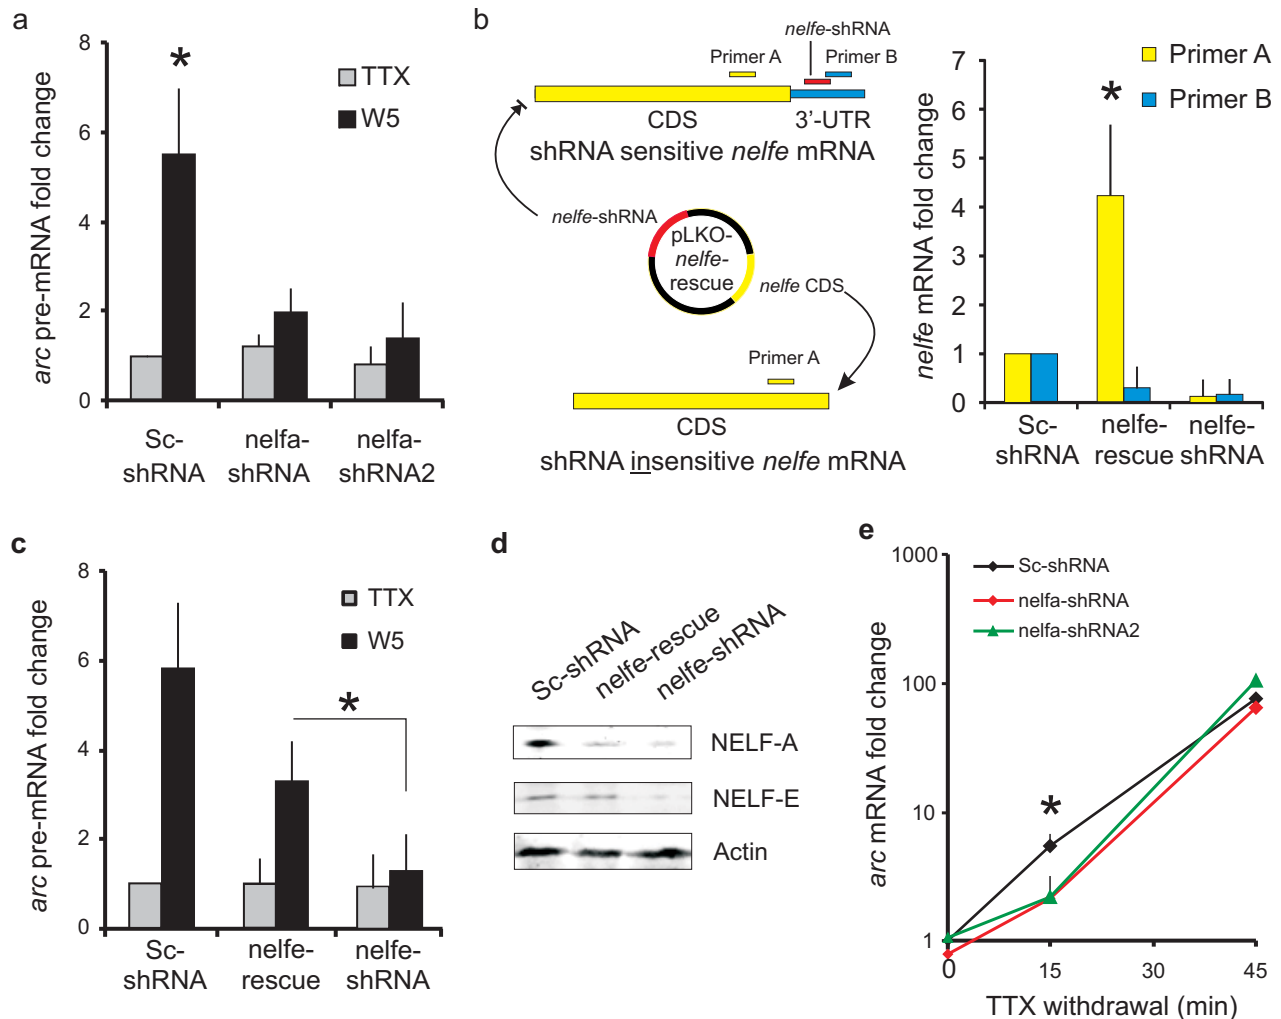 a
arc pre-mRNA fold change
8
6
4
2
0
*
TTX
W5
Sc-
shRNA
nelfa-
shRNA
nelfa-
shRNA2
b
nelfe-shRNA
Primer A
Primer B
CDS
3'-UTR
shRNA sensitive nelfe mRNA
nelfe-shRNA
pLKO-
nelfe-
rescue
nelfe CDS
Primer A
CDS
shRNA insensitive nelfe mRNA
nelfe mRNA fold change
7
6
5
4
3
2
1
0
*
Primer A
Primer B
Sc-
shRNA
nelfe-
rescue
nelfe-
shRNA
c
arc pre-mRNA fold change
8
6
4
2
0
TTX
W5
*
Sc-
shRNA
nelfe-
rescue
nelfe-
shRNA
d
Sc-shRNA
nelfe-rescue
nelfe-shRNA
NELF-A
NELF-E
Actin
e
arc mRNA fold change
1000
100
10
1
Sc-shRNA
nelfa-shRNA
nelfa-shRNA2
*
0
15
30
45
TTX withdrawal (min)